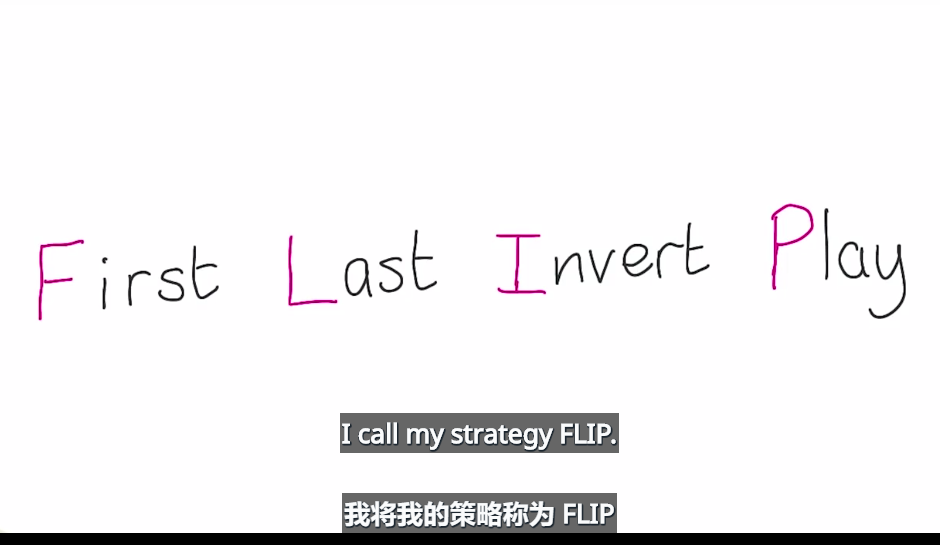 First Last Invert Play
I call my strategy FLIP.
我将我的策略称为 FLIP